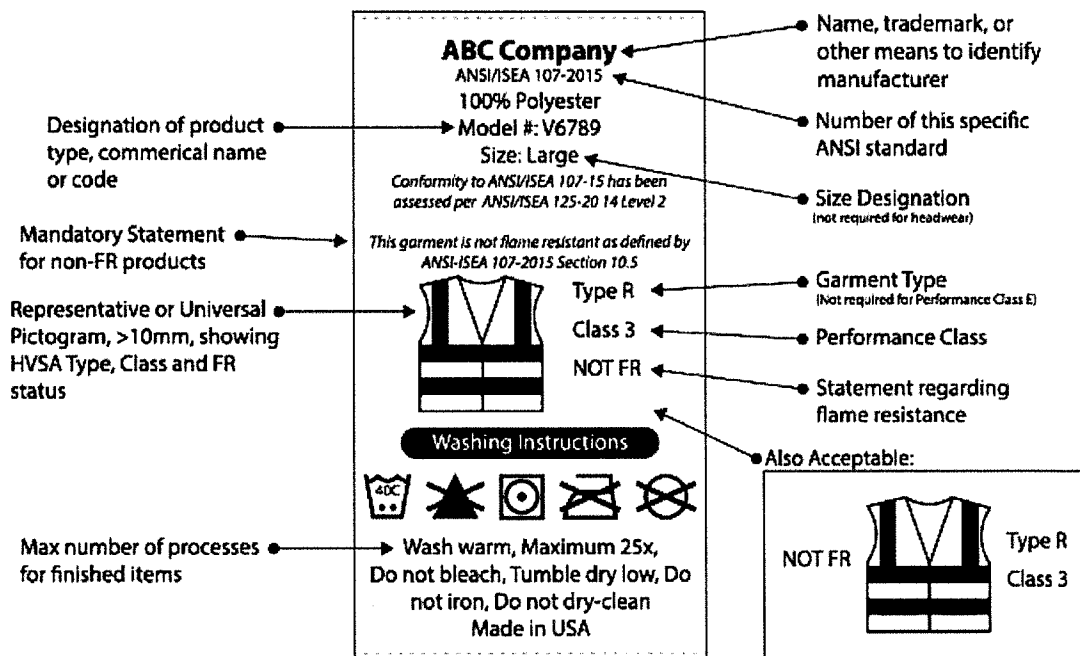 ABC Company
ANSI/ISEA 107-2015
100% Polyester
Model #: V6789
Size: Large
Conformity to ANSI/ISEA 107-15 has been
assessed per ANSI/ISEA 125-20 14 Level 2
This garment is not flame resistant as defined by
ANSI-ISEA 107-2015 Section 10.5
Type R
Class 3
NOT FR
Washing Instructions
40C
Wash warm, Maximum 25x,
Do not bleach, Tumble dry low, Do
not iron, Do not dry-clean
Made in USA
Designation of product
type, commerical name
or code
Mandatory Statement
for non-FR products
Representative or Universal
Pictogram, >10mm, showing
HVSA Type, Class and FR
status
Max number of processes
for finished items
Name, trademark, or
other means to identify
manufacturer
Number of this specific
ANSI standard
Size Designation
(not required for headwear)
Garment Type
(Not required for Performance Class E)
Performance Class
Statement regarding
flame resistance
Also Acceptable:
NOT FR
Type R
Class 3